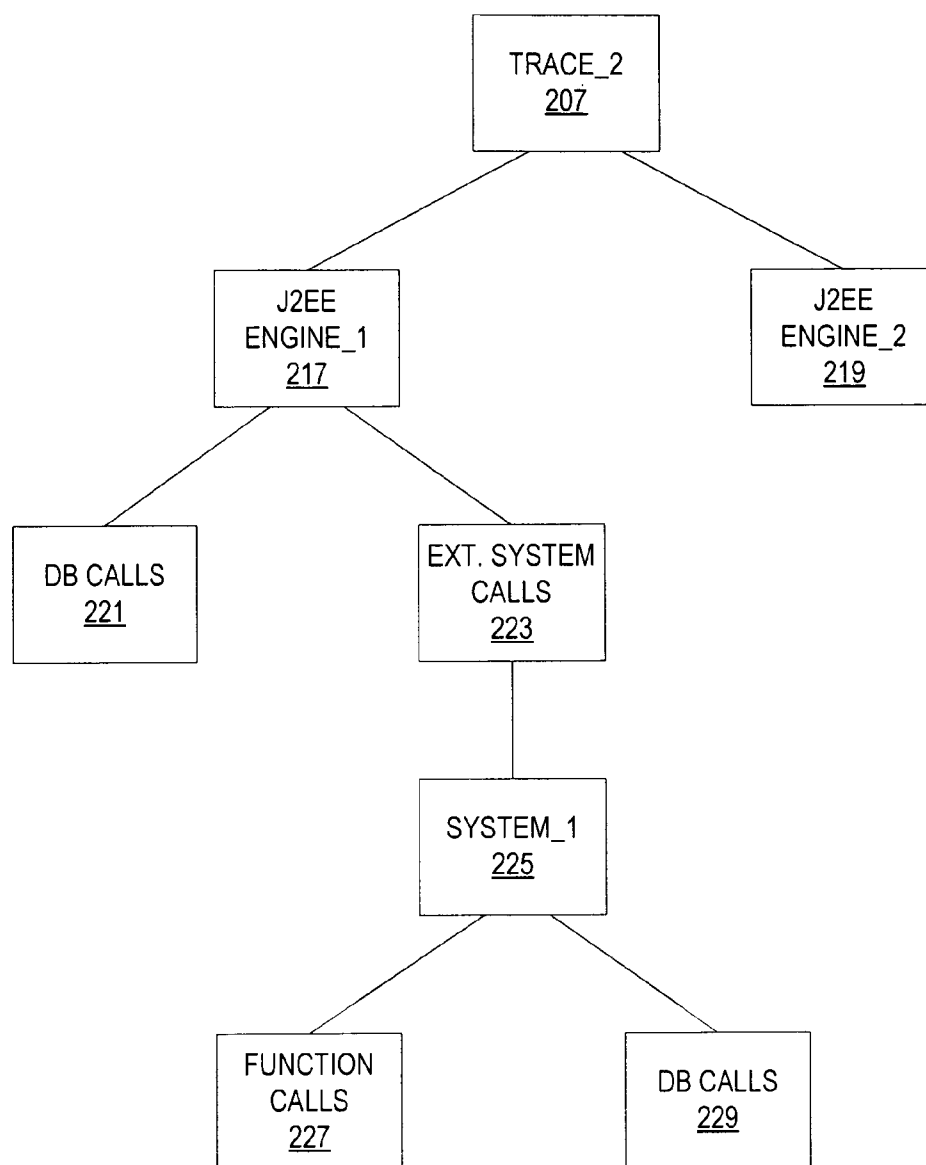 TRACE_2
207
J2EE
ENGINE_1
217
J2EE
ENGINE_2
219
DB CALLS
221
EXT. SYSTEM
CALLS
223
SYSTEM_1
225
FUNCTION
CALLS
227
DB CALLS
229